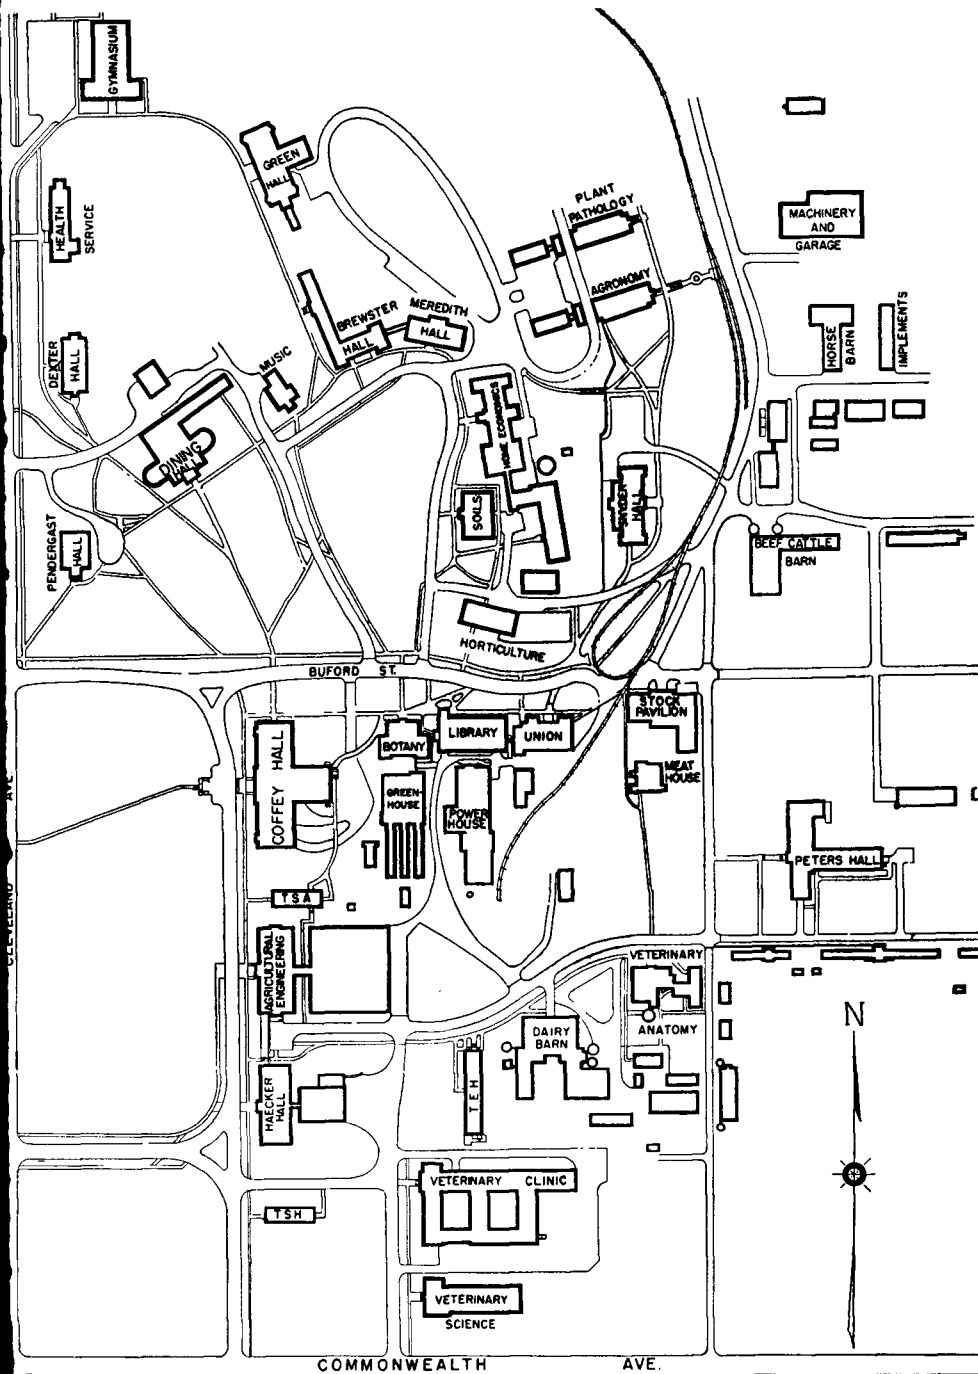 GYMNASIUM
GREEN
HALL
PLANT
PATHOLOGY
HEALTH
SERVICE
MACHINERY
AND
GARAGE
AGRONOMY
BREWSTER
HALL
MEREDITH
HALL
HORSE
BARN
IMPLEMENTS
DEXTER
HALL
MUSIC
HOME ECONOMICS
DINING
HALL
SOILS
SNYDER
HALL
PENDERGAST
HALL
BEEF CATTLE
BARN
HORTICULTURE
BUFORD ST.
STOCK
PAVILION
COFFEY HALL
BOTANY
LIBRARY
UNION
AVE
MEAT
HOUSE
GREEN-
HOUSE
POWER
HOUSE
PETERS HALL
CLEVELAND
TSA
AGRICULTURAL
ENGINEERING
VETERINARY
ANATOMY
N
DAIRY
BARN
TEH
HAECKER
HALL
VETERINARY CLINIC
TSH
VETERINARY
SCIENCE
COMMONWEALTH AVE.